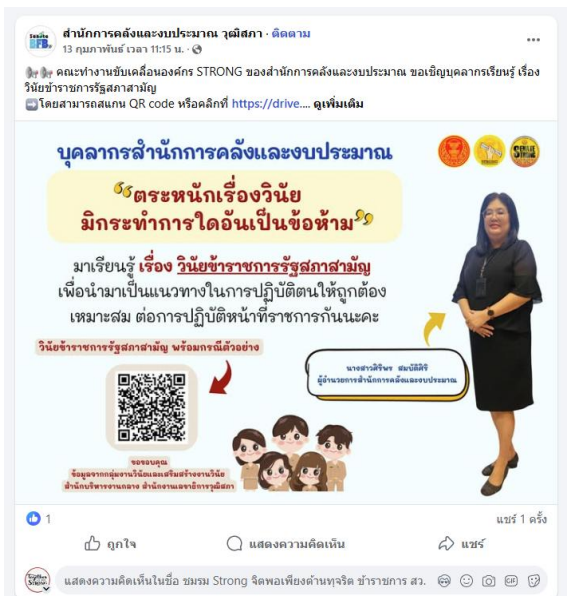 สำนักการคลังและงบประมาณ วุฒิสภา · ติดตาม
13 กุมภาพันธ์ เวลา 11:15 น. ·
คณะทำงานขับเคลื่อนองค์กร STRONG ของสำนักการคลังและงบประมาณ ขอเชิญบุคลากรเรียนรู้ เรื่อง
วินัยข้าราชการรัฐสภาสามัญ
➡️โดยสามารถสแกน QR code หรือคลิกที่ https://drive.... ดูเพิ่มเติม
บุคลากรสำนักการคลังและงบประมาณ
“ตระหนักเรื่องวินัย
มิกระทำการใดอันเป็นข้อห้าม”
มาเรียนรู้ เรื่อง วินัยข้าราชการรัฐสภาสามัญ
เพื่อนำมาเป็นแนวทางในการปฏิบัติตนให้ถูกต้อง
เหมาะสม ต่อการปฏิบัติหน้าที่ราชการกันนะคะ
วินัยข้าราชการรัฐสภาสามัญ พร้อมกรณีตัวอย่าง
นางสาวศิริพร สมบัติศิริ
ผู้อำนวยการสำนักการคลังและงบประมาณ
ขอขอบคุณ
ข้อมูลจากกลุ่มงานวินัยและเสริมสร้างงานวินัย
สำนักบริหารงานกลาง สำนักงานเลขาธิการวุฒิสภา
1
แชร์ 1 ครั้ง
ถูกใจ
แสดงความคิดเห็น
แชร์
แสดงความคิดเห็นในชื่อ ชมรม Strong จิตพอเพียงต้านทุจริต ข้าราชการ สว.